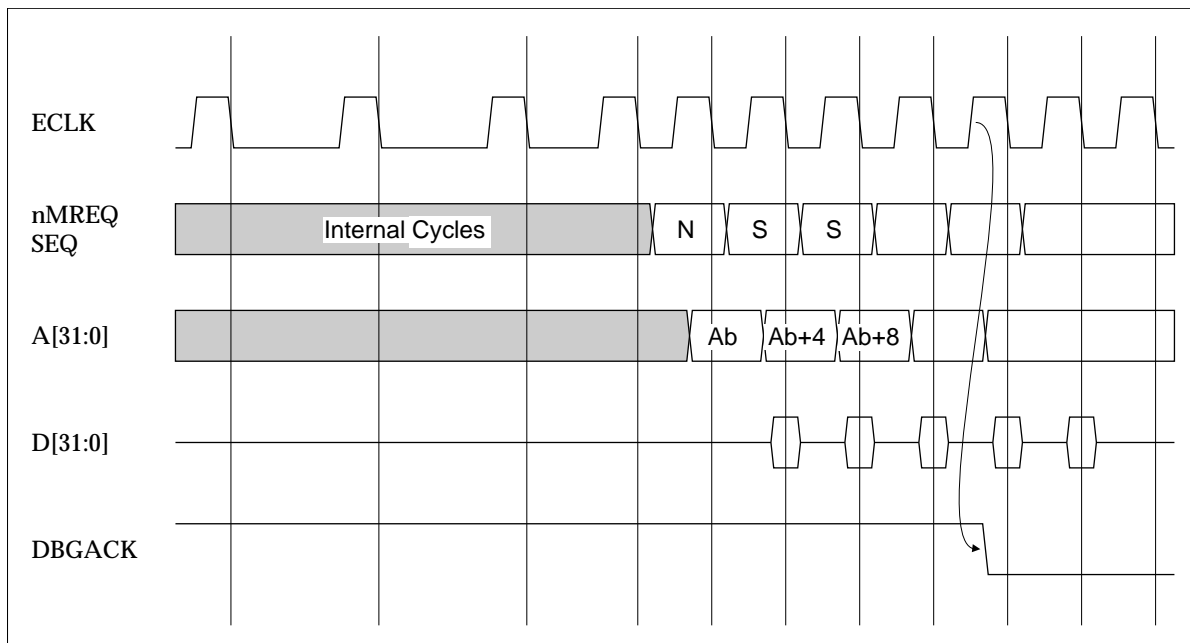 ECLK
nMREQ
SEQ
Internal Cycles
N
S
S
A[31:0]
Ab
Ab+4
Ab+8
D[31:0]
DBGACK